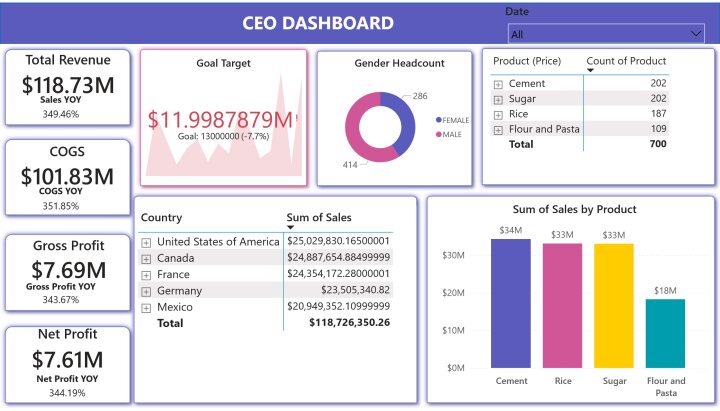 CEO DASHBOARD
Date
All
Total Revenue
$118.73M
Sales YOY
349.46%
COGS
$101.83M
COGS YOY
351.85%
Gross Profit
$7.69M
Gross Profit YOY
343.67%
Net Profit
$7.61M
Net Profit YOY
344.19%
Goal Target
$11.9987879M!
Goal: 13000000 (-7.7%)
Gender Headcount
286
414
FEMALE
MALE
Product (Price) Count of Product
Cement 202
Sugar 202
Rice 187
Flour and Pasta 109
Total 700
Country Sum of Sales
United States of America $25,029,830.16500001
Canada $24,887,654.88499999
France $24,354,172.28000001
Germany $23,505,340.82
Mexico $20,949,352.10999999
Total $118,726,350.26
Sum of Sales by Product
$34M $33M $33M $18M
$30M
$20M
$10M
$0M
Cement Rice Sugar Flour and
Pasta